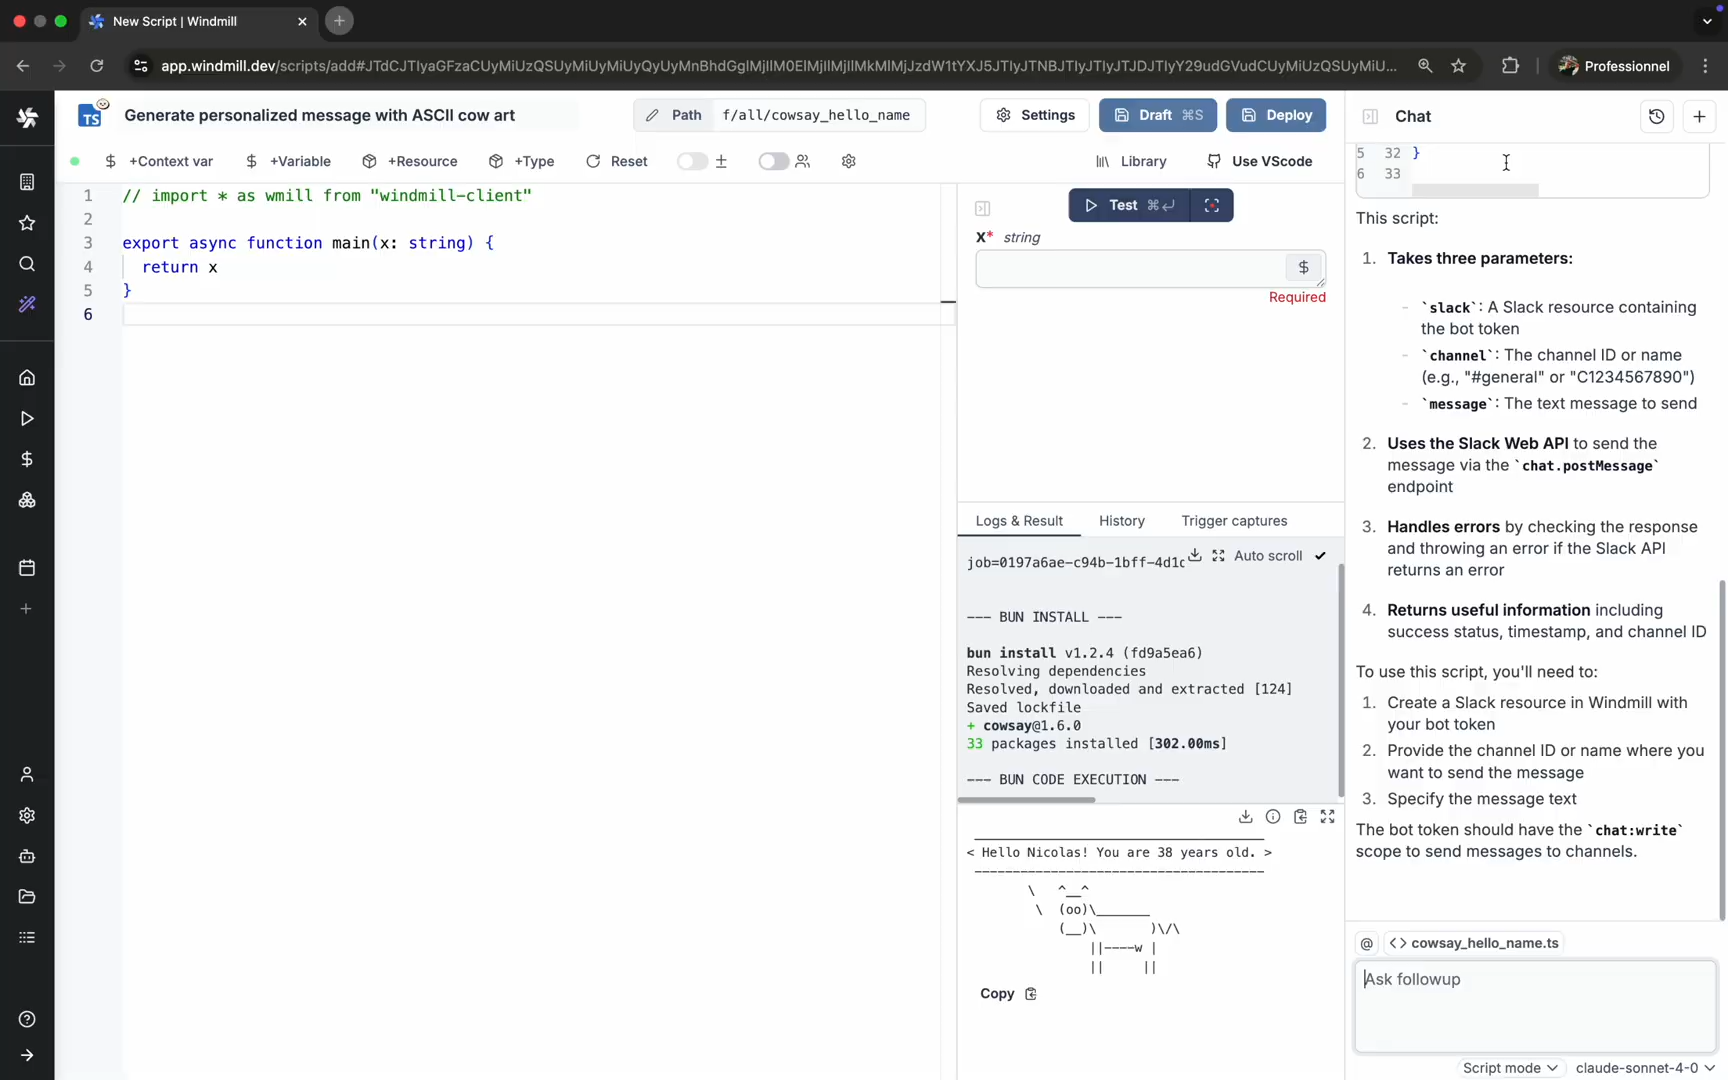 New Script | Windmill
app.windmill.dev/scripts/add#JTdCJTIyaGFzaCUyMiUzQSUyMiUyMiUyQyUyMnBhdGglMjIlM0ElMjIlMjIlMkMlMjJzdW1tYXJ5JTIyJTNBJTIyJTIyJTJDJTIyY29udGVudCUyMiUzQSUyMiU...
Professionnel
TS
Generate personalized message with ASCII cow art
Path
f/all/cowsay_hello_name
Settings
Draft ⌘S
Deploy
+Context var
+Variable
+Resource
+Type
Reset
Library
Use VScode
1 // import * as wmill from "windmill-client"
2
3 export async function main(x: string) {
4 return x
5 }
6
Test ⌘↵
X* string
$
Required
Logs & Result
History
Trigger captures
job=0197a6ae-c94b-1bff-4d1c
Auto scroll
--- BUN INSTALL ---
bun install v1.2.4 (fd9a5ea6)
Resolving dependencies
Resolved, downloaded and extracted [124]
Saved lockfile
+ cowsay@1.6.0
33 packages installed [302.00ms]
--- BUN CODE EXECUTION ---
______________________________________
< Hello Nicolas! You are 38 years old. >
--------------------------------------
\   ^__^
\  (oo)\_______
(__)\       )\/\
||----w |
||     ||
Copy
Chat
5 32 }
6 33
This script:
1. Takes three parameters:
- `slack`: A Slack resource containing
the bot token
- `channel`: The channel ID or name
(e.g., "#general" or "C1234567890")
- `message`: The text message to send
2. Uses the Slack Web API to send the
message via the `chat.postMessage`
endpoint
3. Handles errors by checking the response
and throwing an error if the Slack API
returns an error
4. Returns useful information including
success status, timestamp, and channel ID
To use this script, you'll need to:
1. Create a Slack resource in Windmill with
your bot token
2. Provide the channel ID or name where you
want to send the message
3. Specify the message text
The bot token should have the `chat:write`
scope to send messages to channels.
@
<> cowsay_hello_name.ts
Ask followup
Script mode
claude-sonnet-4-0